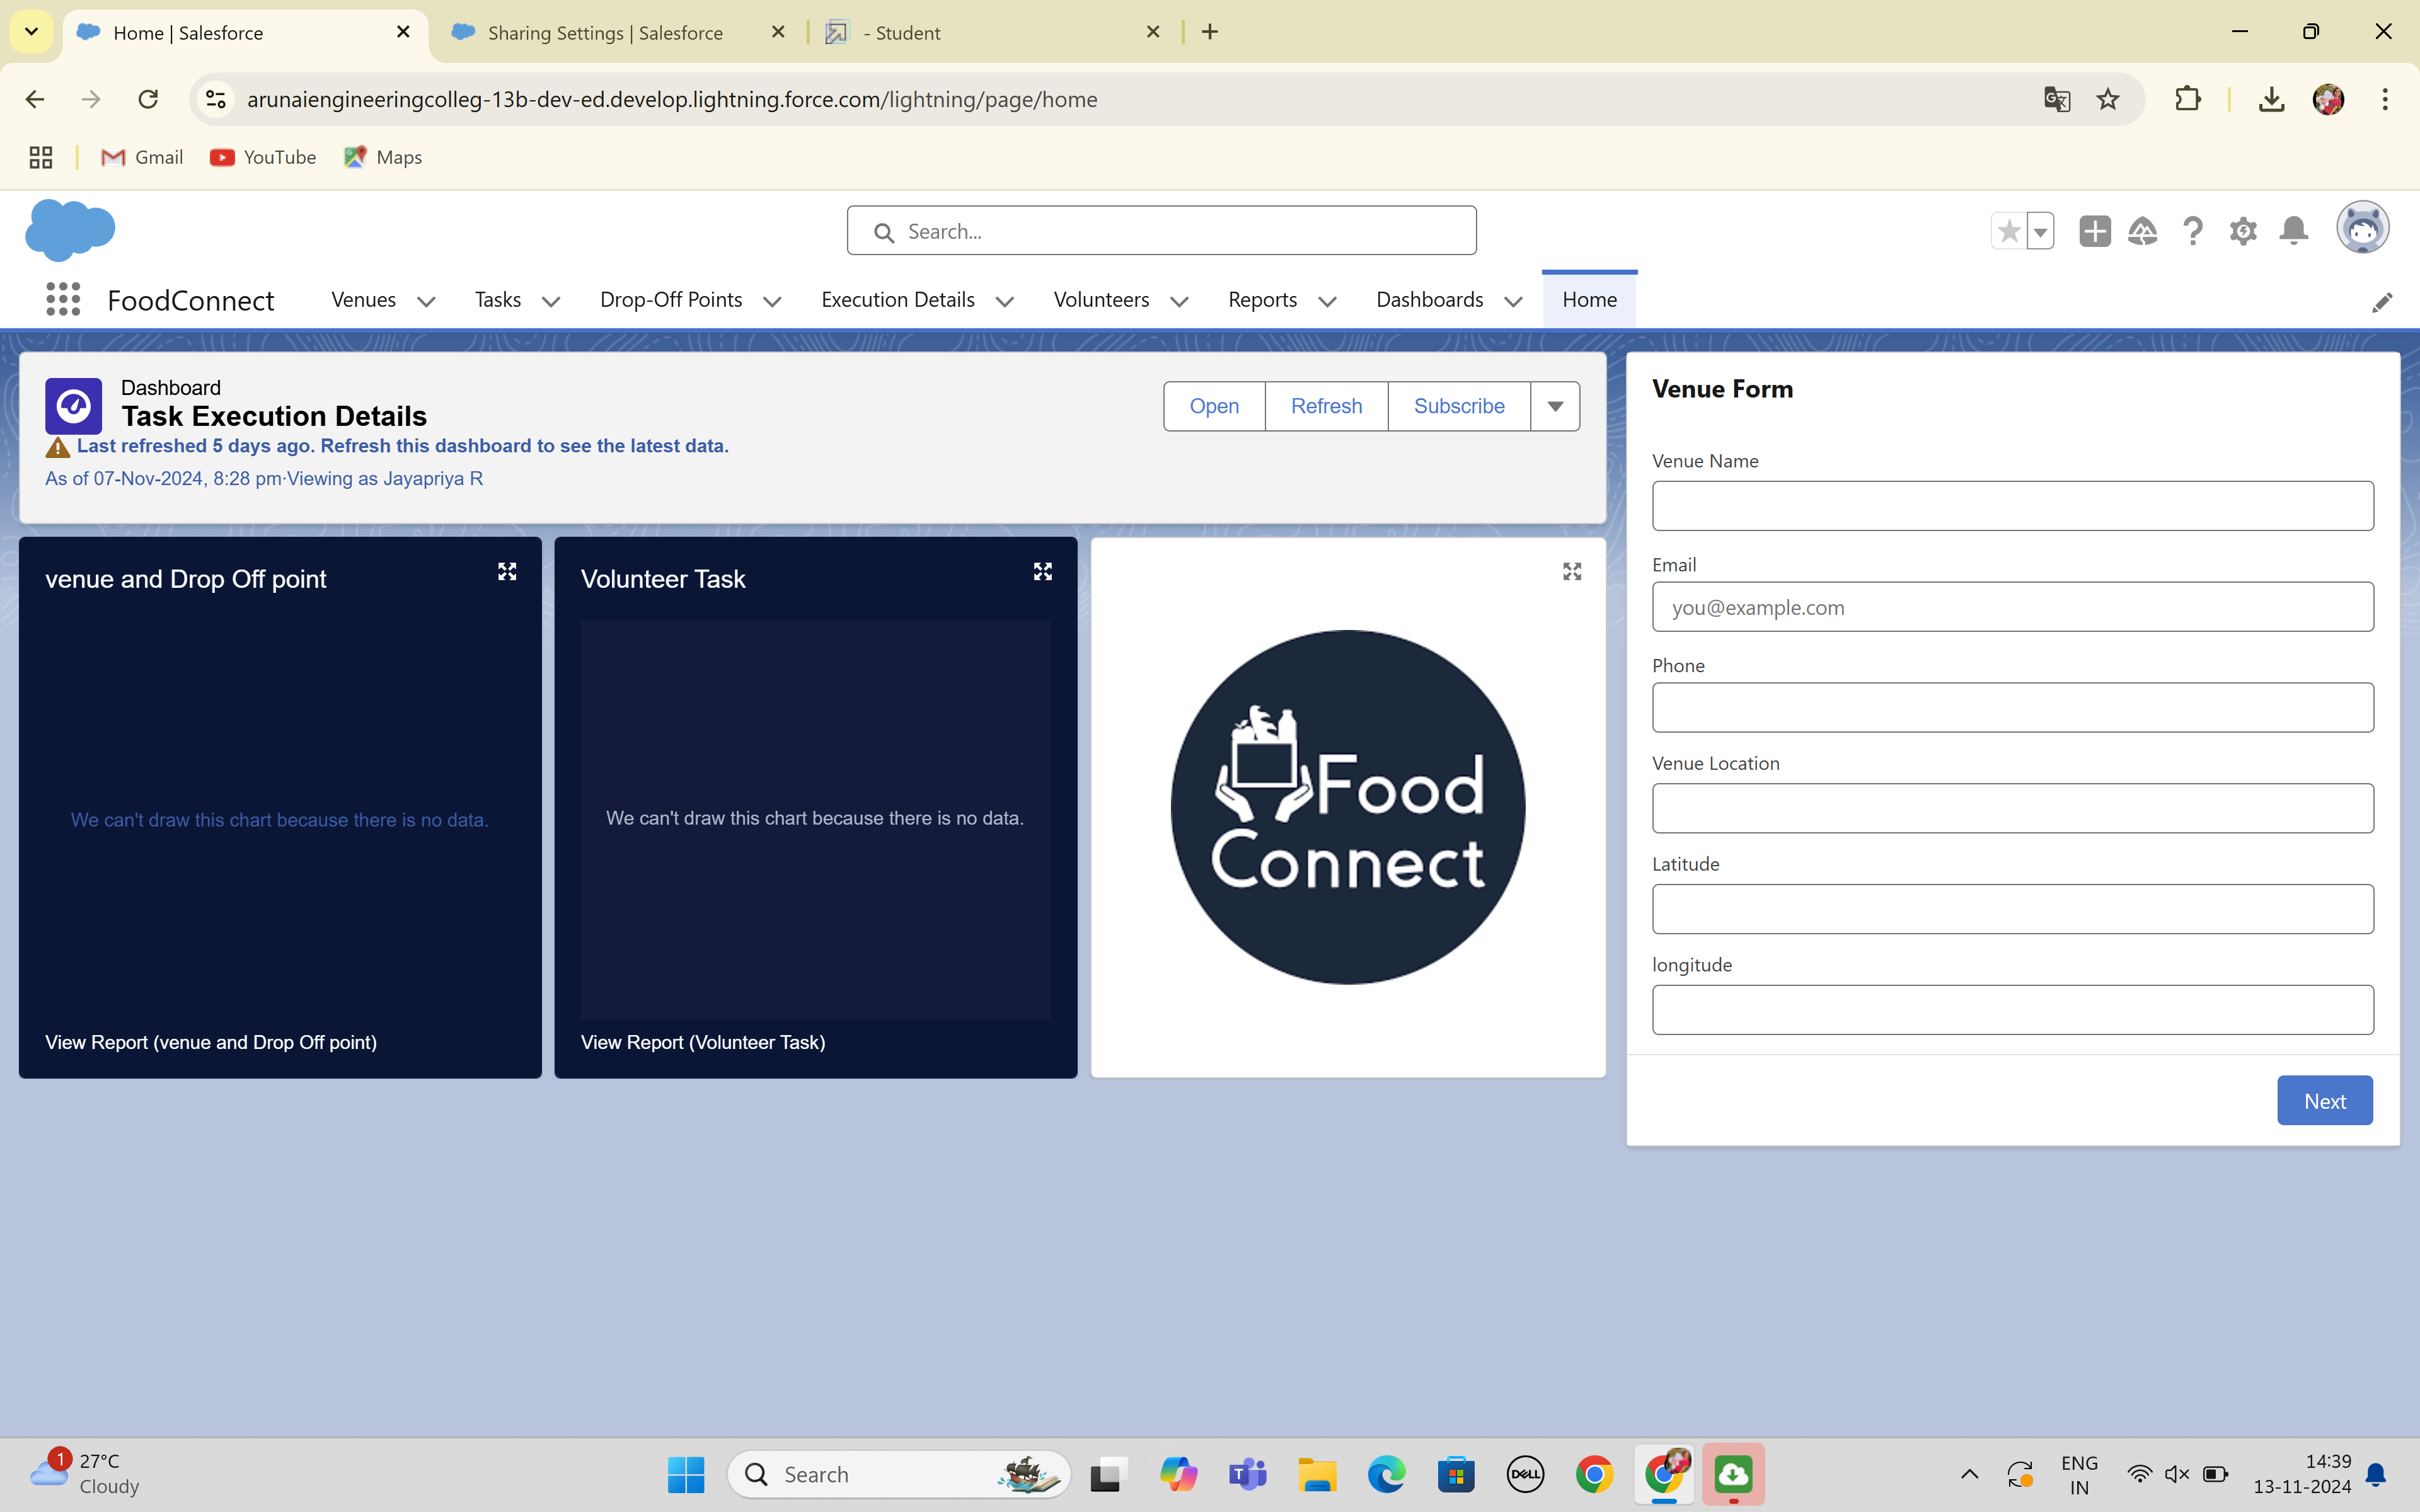 Home | Salesforce
Sharing Settings | Salesforce
- Student
arunaiengineeringcolleg-13b-dev-ed.develop.lightning.force.com/lightning/page/home
Gmail
YouTube
Maps
Search...
FoodConnect
Venues
Tasks
Drop-Off Points
Execution Details
Volunteers
Reports
Dashboards
Home
Dashboard
Task Execution Details
Last refreshed 5 days ago. Refresh this dashboard to see the latest data.
As of 07-Nov-2024, 8:28 pm·Viewing as Jayapriya R
Open
Refresh
Subscribe
venue and Drop Off point
We can't draw this chart because there is no data.
View Report (venue and Drop Off point)
Volunteer Task
We can't draw this chart because there is no data.
View Report (Volunteer Task)
Food
Connect
Venue Form
Venue Name
Email
you@example.com
Phone
Venue Location
Latitude
longitude
Next
1
27°C
Cloudy
Search
T
DELL
ENG
IN
14:39
13-11-2024